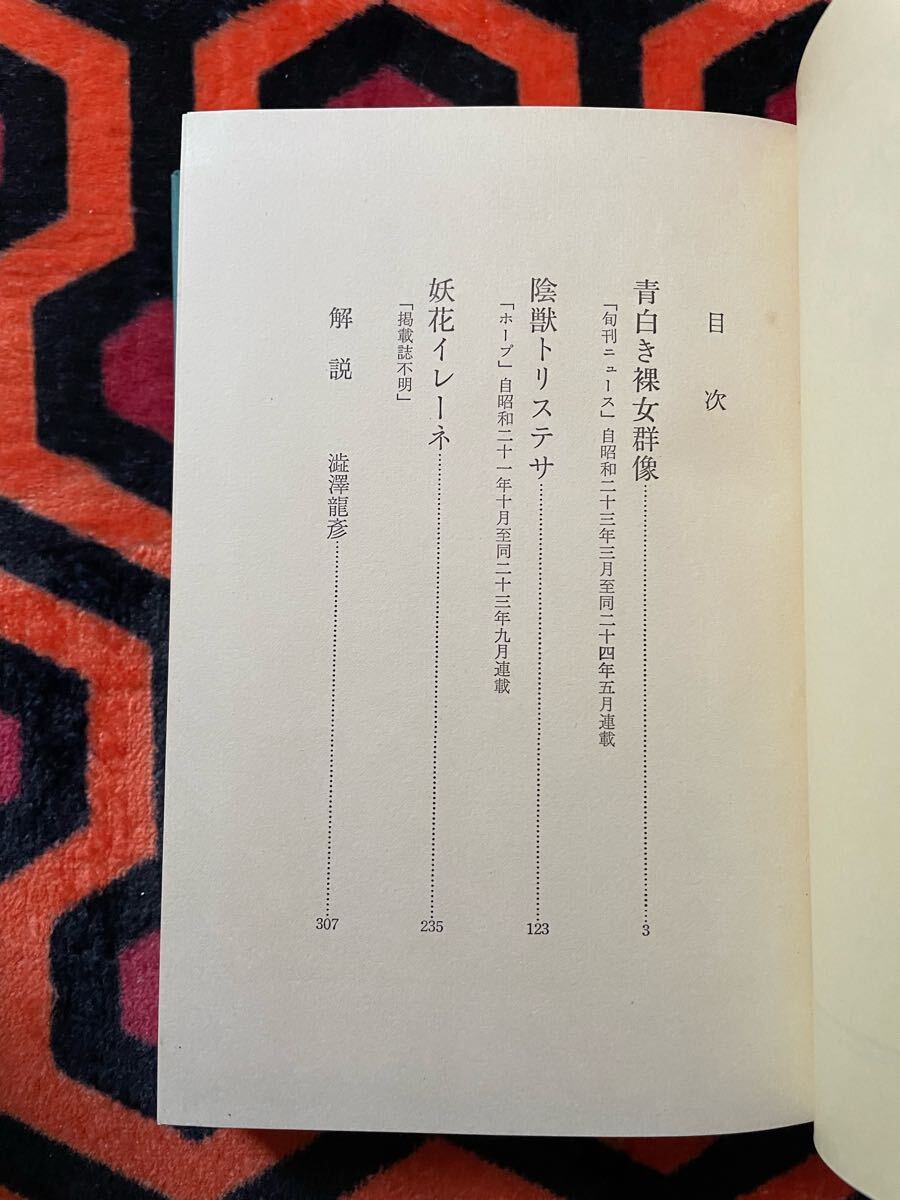 目次
青白き裸女群像……3
「旬刊ニュース」自昭和二十三年三月至同二十四年五月連載
陰獣トリステサ……123
「ホープ」自昭和二十一年十月至同二十三年九月連載
妖花イレーネ……235
「掲載誌不明」
解説　澁澤龍彥……307